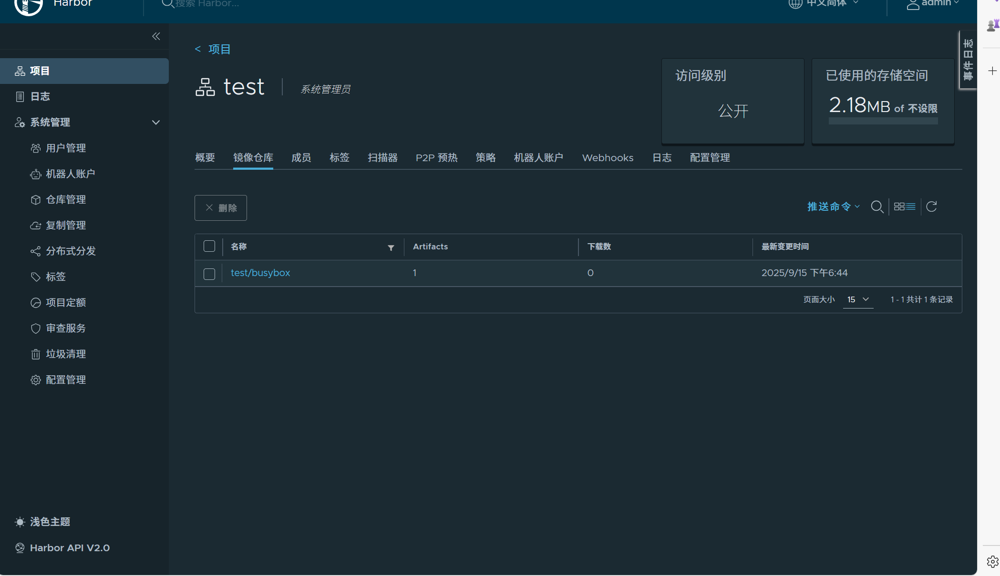 Harbor
搜索 Harbor...
中文简体
admin
项目
日志
系统管理
用户管理
机器人账户
仓库管理
复制管理
分布式分发
标签
项目定额
审查服务
垃圾清理
配置管理
浅色主题
Harbor API V2.0
< 项目
test
系统管理员
访问级别
公开
已使用的存储空间
2.18MB of 不设限
事件日志
概要 镜像仓库 成员 标签 扫描器 P2P 预热 策略 机器人账户 Webhooks 日志 配置管理
删除
推送命令
名称 Artifacts 下载数 最新变更时间
test/busybox 1 0 2025/9/15 下午6:44
页面大小 15 1 - 1 共计 1 条记录